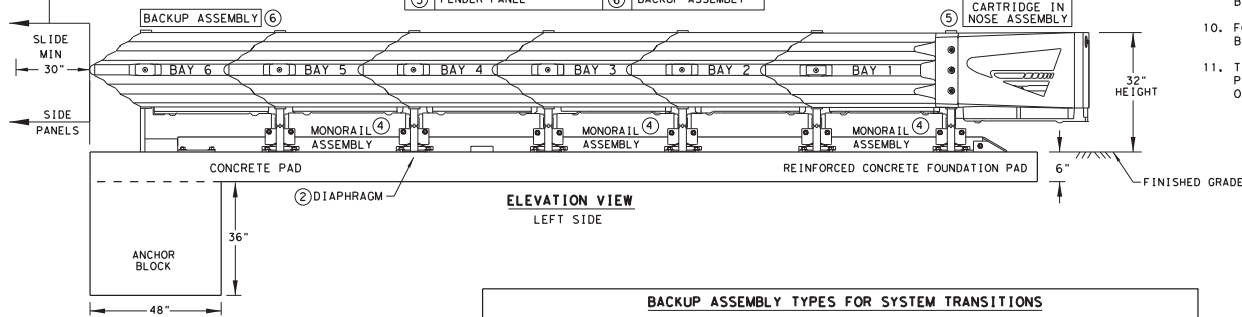 ③ FENDER PANEL ⑥ BACKUP ASSEMBLY
BACKUP ASSEMBLY ⑥
⑤ CARTRIDGE IN
NOSE ASSEMBLY
B
10. F
B
11. T
P
O
SLIDE
MIN
30"
SIDE
PANELS
BAY 6 BAY 5 BAY 4 BAY 3 BAY 2 BAY 1
32"
HEIGHT
MONORAIL ④
ASSEMBLY
MONORAIL ④
ASSEMBLY
MONORAIL ④
ASSEMBLY
CONCRETE PAD
REINFORCED CONCRETE FOUNDATION PAD
6"
FINISHED GRADE
② DIAPHRAGM
ELEVATION VIEW
LEFT SIDE
36"
ANCHOR
BLOCK
48"
BACKUP ASSEMBLY TYPES FOR SYSTEM TRANSITIONS